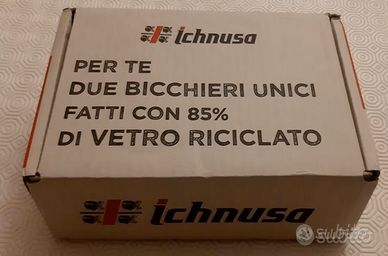 ichnusa
PER TE
DUE BICCHIERI UNICI
FATTI CON 85%
DI VETRO RICICLATO
ichnusa
subito